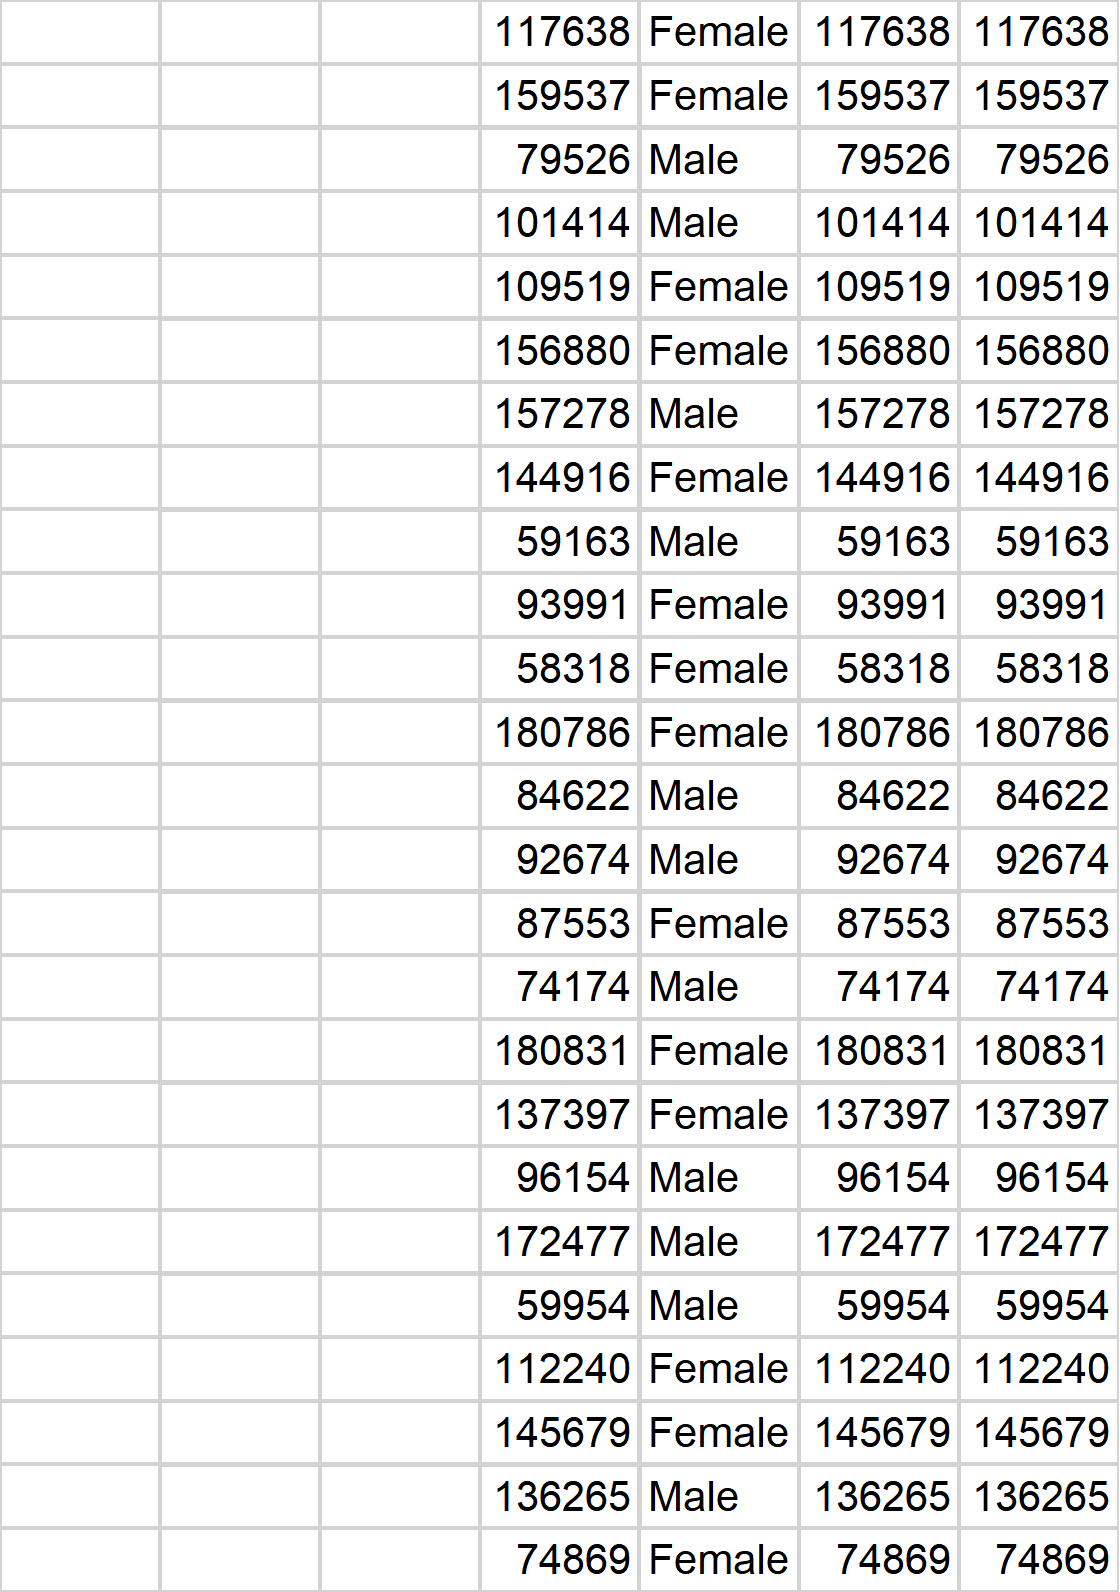 117638 Female 117638 117638
159537 Female 159537 159537
79526 Male 79526 79526
101414 Male 101414 101414
109519 Female 109519 109519
156880 Female 156880 156880
157278 Male 157278 157278
144916 Female 144916 144916
59163 Male 59163 59163
93991 Female 93991 93991
58318 Female 58318 58318
180786 Female 180786 180786
84622 Male 84622 84622
92674 Male 92674 92674
87553 Female 87553 87553
74174 Male 74174 74174
180831 Female 180831 180831
137397 Female 137397 137397
96154 Male 96154 96154
172477 Male 172477 172477
59954 Male 59954 59954
112240 Female 112240 112240
145679 Female 145679 145679
136265 Male 136265 136265
74869 Female 74869 74869